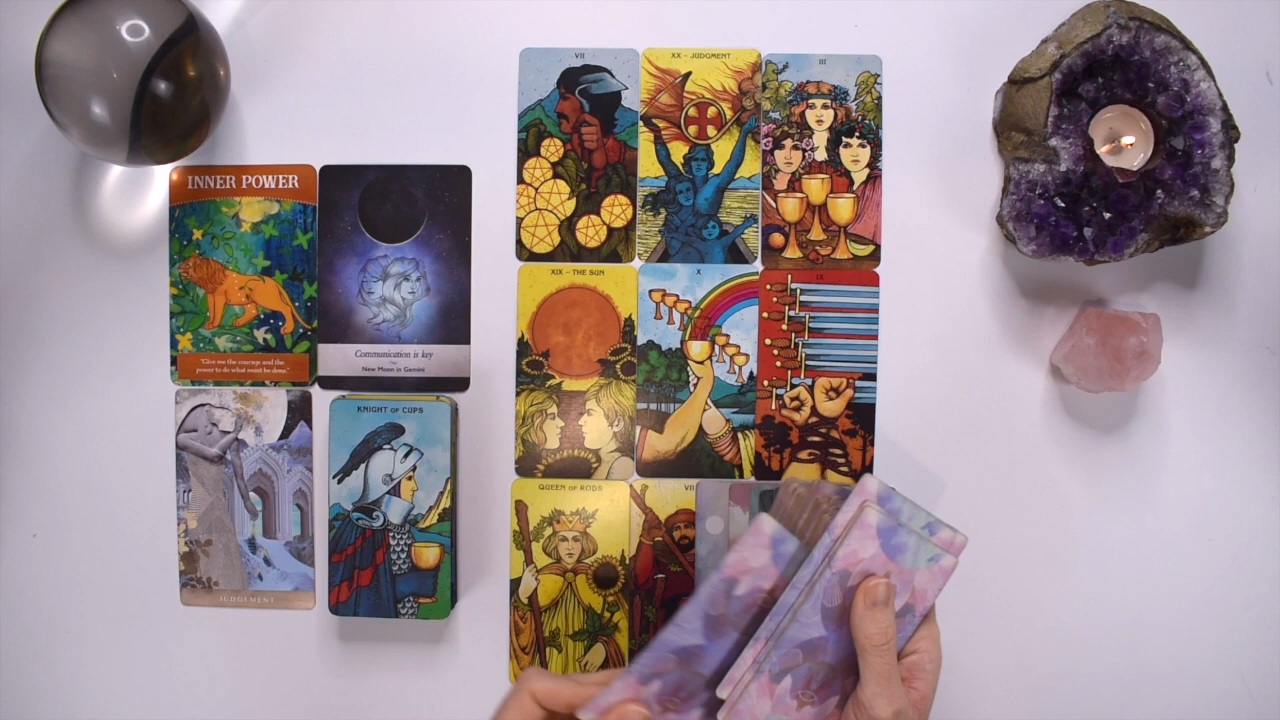 INNER POWER
"Give me the courage and the
power to do what must be done."
Communication is key
New Moon in Gemini
JUDGEMENT
KNIGHT OF CUPS
VII
XX – JUDGMENT
III
XIX – THE SUN
X
IX
QUEEN OF RODS
VII